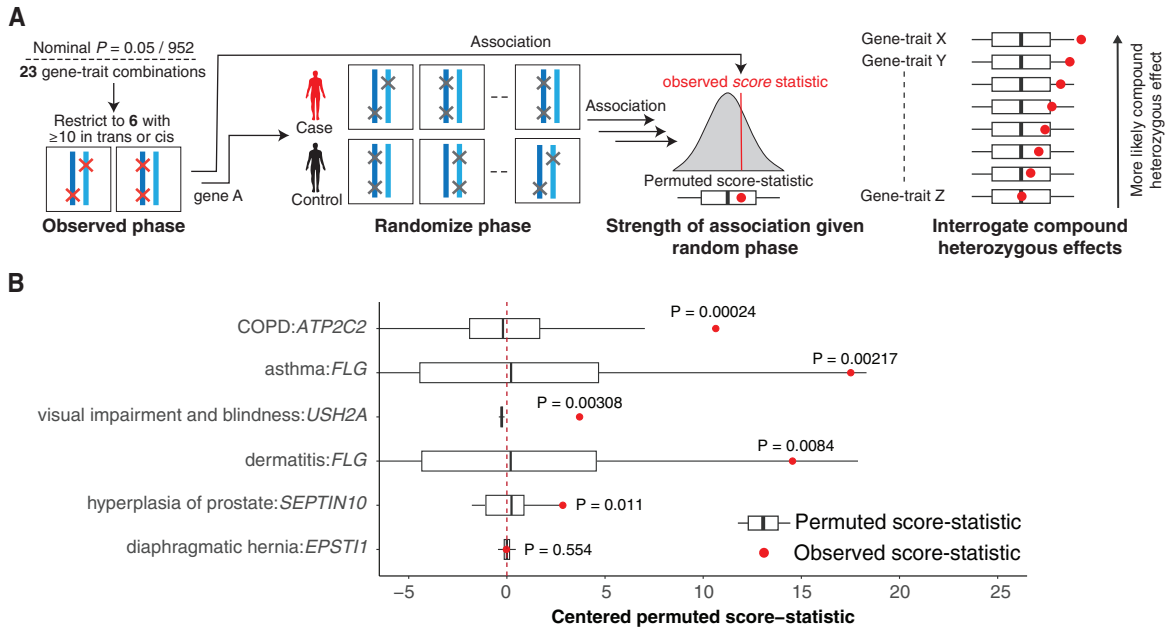 A
Nominal P = 0.05 / 952
23 gene-trait combinations
Restrict to 6 with
≥10 in trans or cis
Observed phase
gene A
Association
Case
Control
Randomize phase
Association
observed score statistic
Permuted score-statistic
Strength of association given
random phase
Gene-trait X
Gene-trait Y
Gene-trait Z
More likely compound
heterozygous effect
Interrogate compound
heterozygous effects
B
COPD:ATP2C2
P = 0.00024
asthma:FLG
P = 0.00217
visual impairment and blindness:USH2A
P = 0.00308
dermatitis:FLG
P = 0.0084
hyperplasia of prostate:SEPTIN10
P = 0.011
diaphragmatic hernia:EPSTI1
P = 0.554
Permuted score-statistic
Observed score-statistic
−5 0 5 10 15 20 25
Centered permuted score−statistic